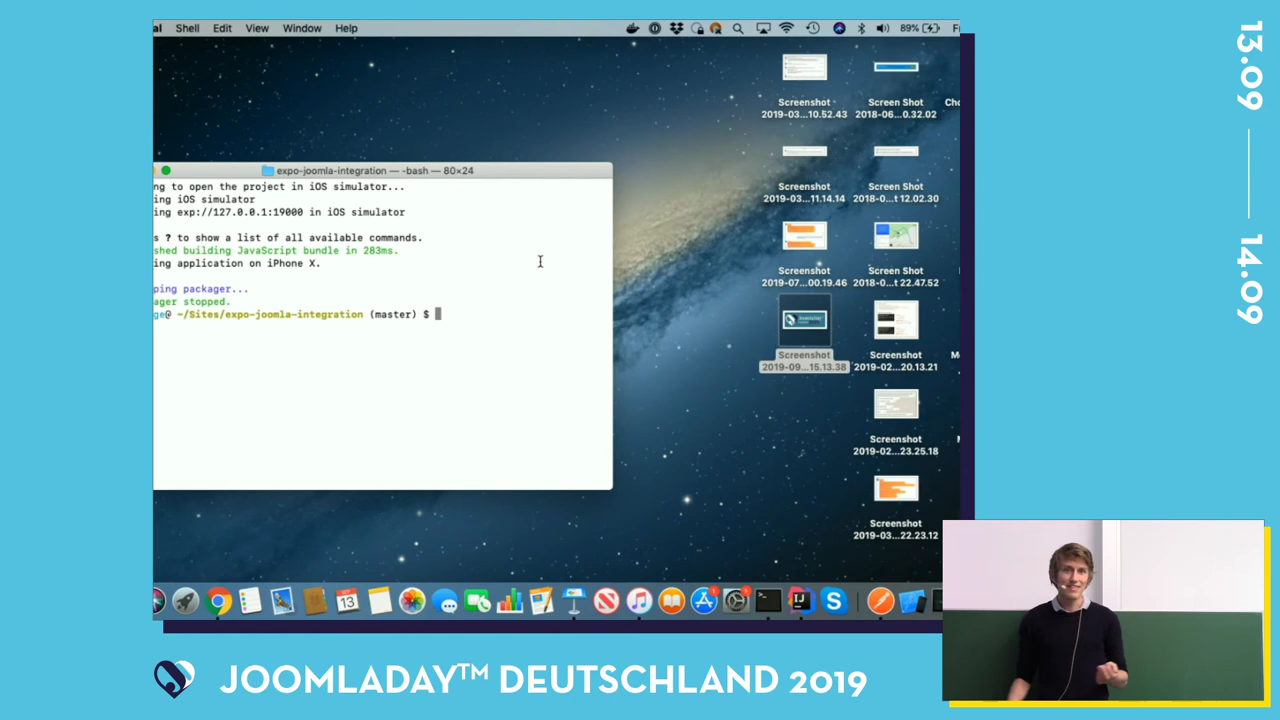 al Shell Edit View Window Help 89% F
expo-joomla-integration — -bash — 80×24
ng to open the project in iOS simulator...
ing iOS simulator
ing exp://127.0.0.1:19000 in iOS simulator
s ? to show a list of all available commands.
shed building JavaScript bundle in 283ms.
ing application on iPhone X.
ping packager...
ager stopped.
ge@ ~/Sites/expo-joomla-integration (master) $
Screenshot
2019-03...10.52.43
Screen Shot
2018-06...0.32.02
Cho
Screenshot
2019-03...11.14.14
Screen Shot
2018-0...t 12.02.30
Screenshot
2019-07...00.19.46
Screen Shot
2018-0...t 22.47.52
Screenshot
2019-09...15.13.38
Screenshot
2019-02...20.13.21
Screenshot
2019-02...23.25.18
Screenshot
2019-03...22.23.12
13
JOOMLADAY™ DEUTSCHLAND 2019
13.09
14.09